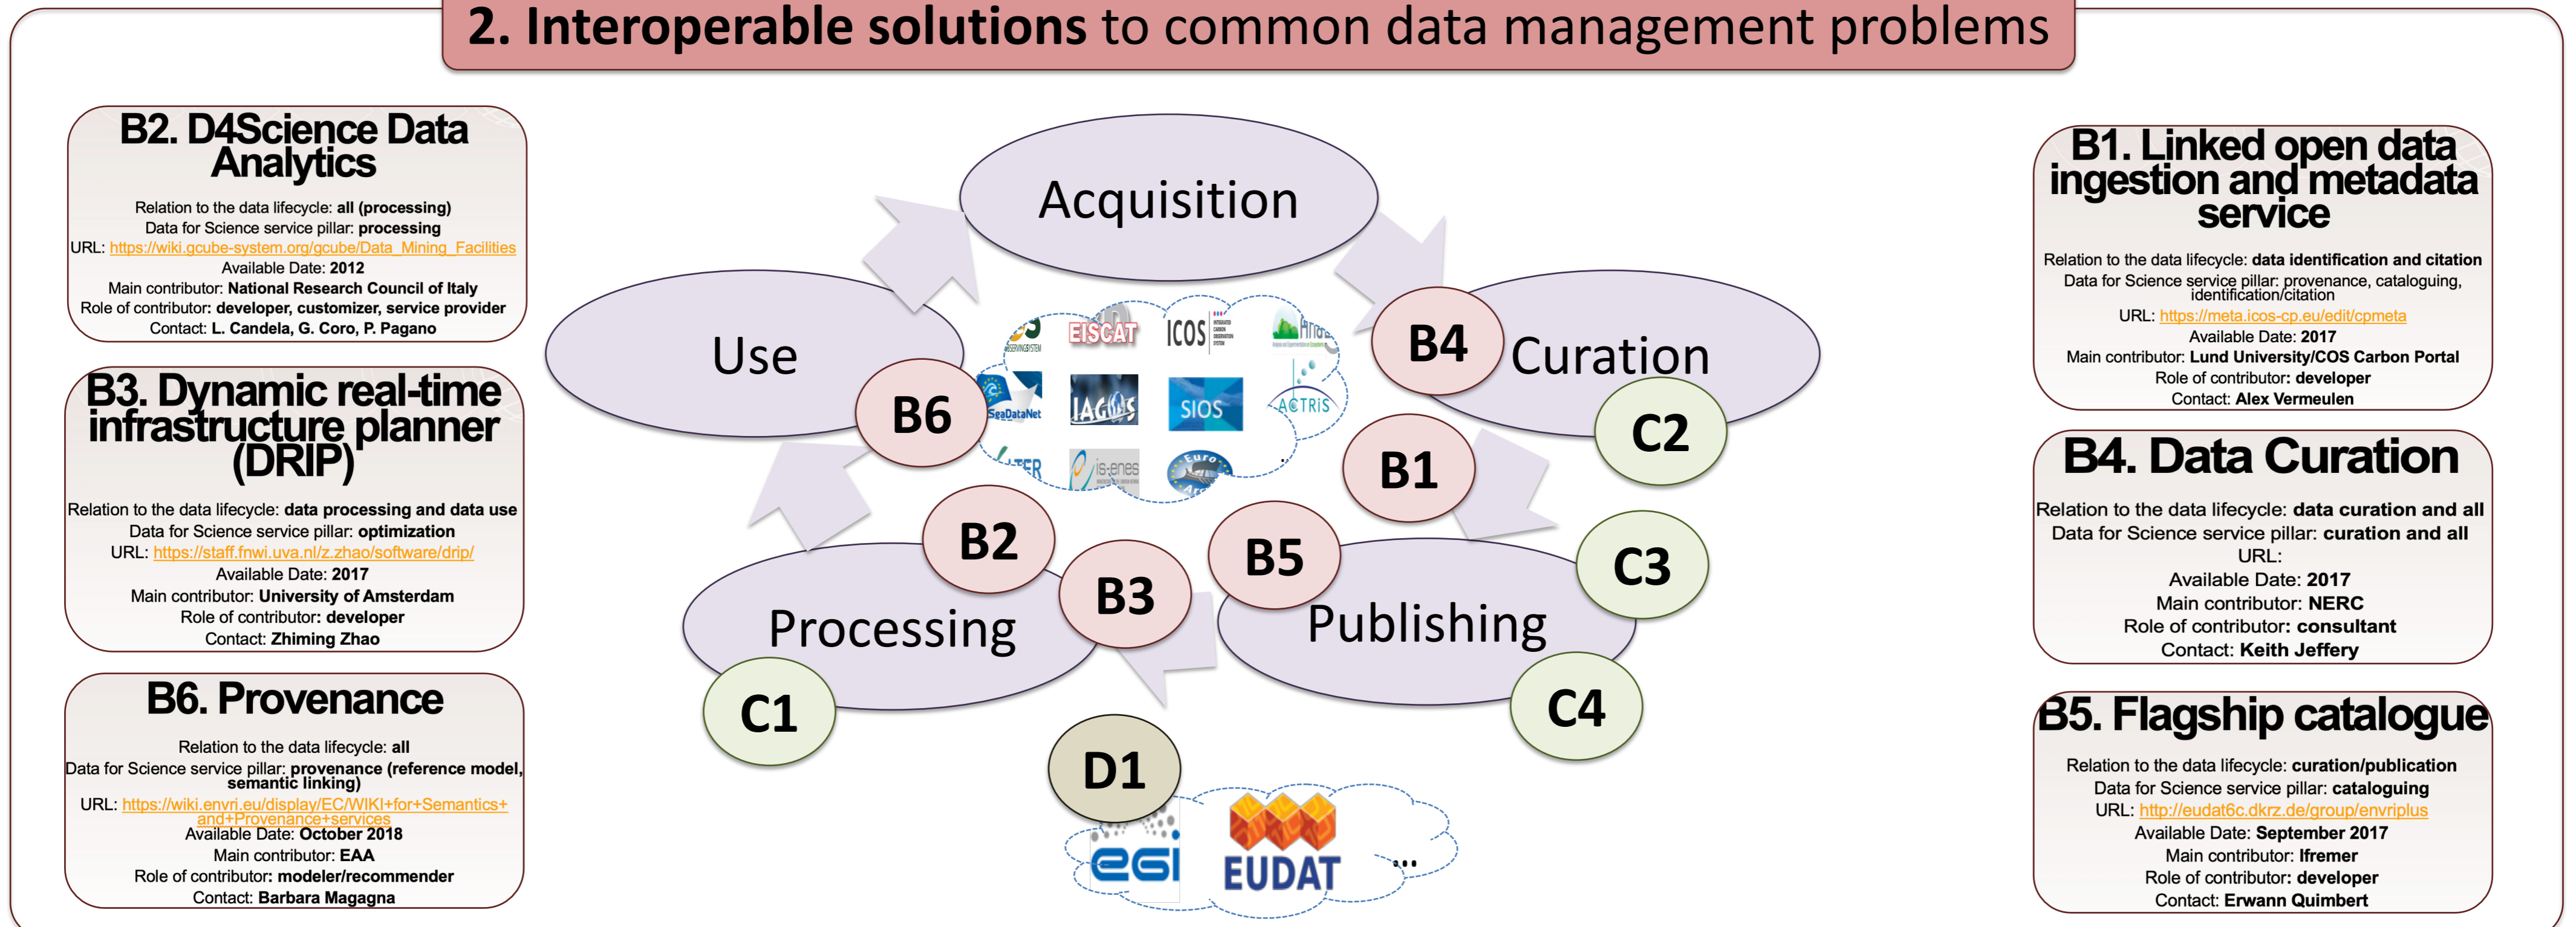 2. Interoperable solutions to common data management problems
B2. D4Science Data
Analytics
Relation to the data lifecycle: all (processing)
Data for Science service pillar: processing
URL: https://wiki.gcube-system.org/gcube/Data_Mining_Facilities
Available Date: 2012
Main contributor: National Research Council of Italy
Role of contributor: developer, customizer, service provider
Contact: L. Candela, G. Coro, P. Pagano
B3. Dynamic real-time
infrastructure planner
(DRIP)
Relation to the data lifecycle: data processing and data use
Data for Science service pillar: optimization
URL: https://staff.fnwi.uva.nl/z.zhao/software/drip/
Available Date: 2017
Main contributor: University of Amsterdam
Role of contributor: developer
Contact: Zhiming Zhao
B6. Provenance
Relation to the data lifecycle: all
Data for Science service pillar: provenance (reference model,
semantic linking)
URL: https://wiki.envri.eu/display/EC/WIKI+for+Semantics+
and+Provenance+services
Available Date: October 2018
Main contributor: EAA
Role of contributor: modeler/recommender
Contact: Barbara Magagna
Acquisition
Use
B4
Curation
B6
C2
B1
B2
B5
C3
B3
Processing
Publishing
C1
C4
D1
EISCAT
ICOS
INTEGRATED
CARBON
OBSERVATION
SYSTEM
SeaDataNet
IAGOS
SIOS
ACTRiS
is-enes
Euro
egi
EUDAT
...
B1. Linked open data
ingestion and metadata
service
Relation to the data lifecycle: data identification and citation
Data for Science service pillar: provenance, cataloguing,
identification/citation
URL: https://meta.icos-cp.eu/edit/cpmeta
Available Date: 2017
Main contributor: Lund University/COS Carbon Portal
Role of contributor: developer
Contact: Alex Vermeulen
B4. Data Curation
Relation to the data lifecycle: data curation and all
Data for Science service pillar: curation and all
URL:
Available Date: 2017
Main contributor: NERC
Role of contributor: consultant
Contact: Keith Jeffery
B5. Flagship catalogue
Relation to the data lifecycle: curation/publication
Data for Science service pillar: cataloguing
URL: http://eudat6c.dkrz.de/group/envriplus
Available Date: September 2017
Main contributor: Ifremer
Role of contributor: developer
Contact: Erwann Quimbert